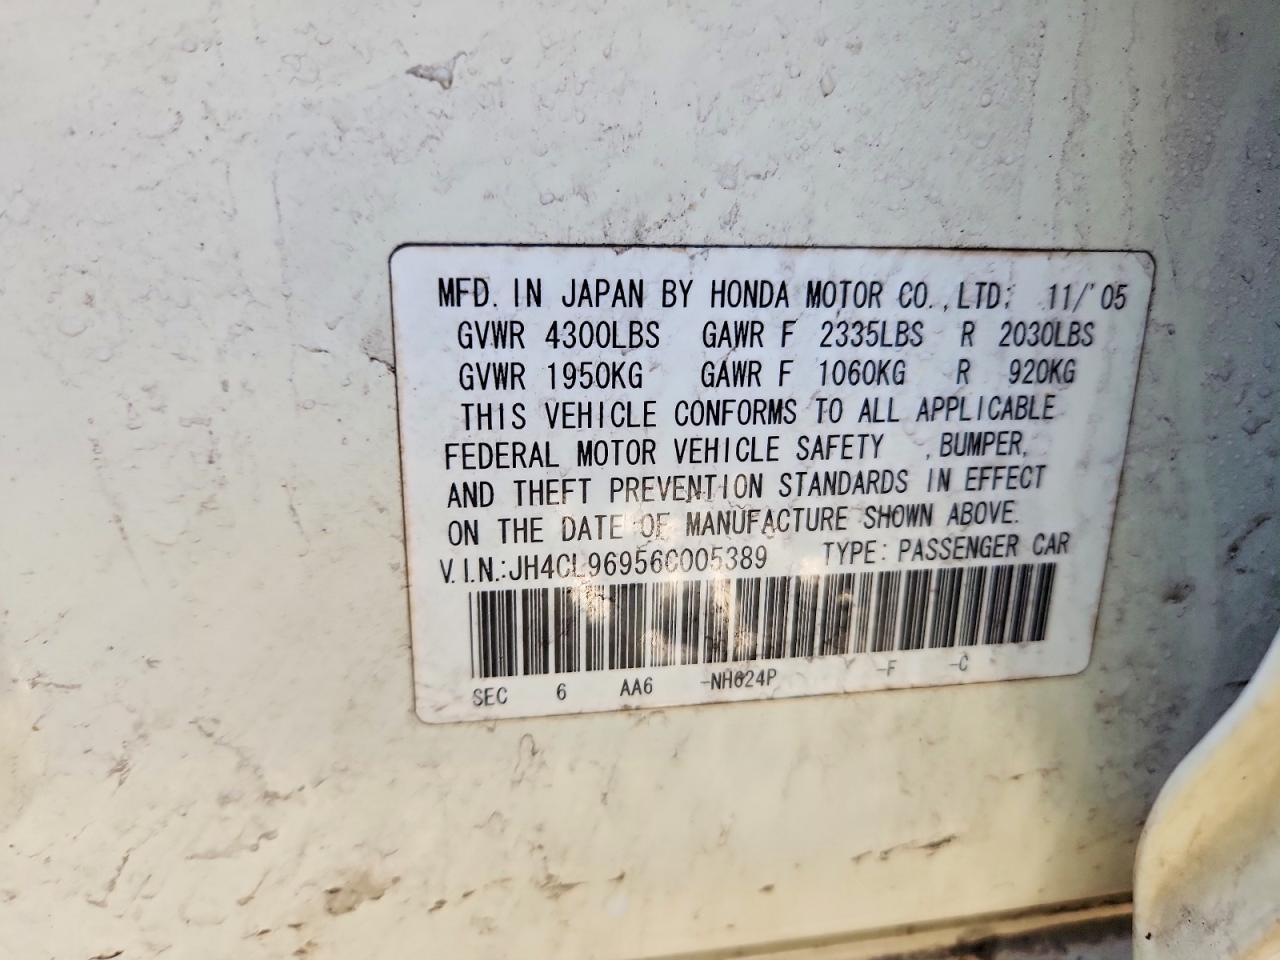 MFD. IN JAPAN BY HONDA MOTOR CO.,LTD; 11/'05
GVWR 4300LBS GAWR F 2335LBS R 2030LBS
GVWR 1950KG GAWR F 1060KG R 920KG
THIS VEHICLE CONFORMS TO ALL APPLICABLE
FEDERAL MOTOR VEHICLE SAFETY , BUMPER,
AND THEFT PREVENTION STANDARDS IN EFFECT
ON THE DATE OF MANUFACTURE SHOWN ABOVE.
V.I.N.:JH4CL96956C005389 TYPE: PASSENGER CAR
SEC 6 AA6 -NH624P -F -C